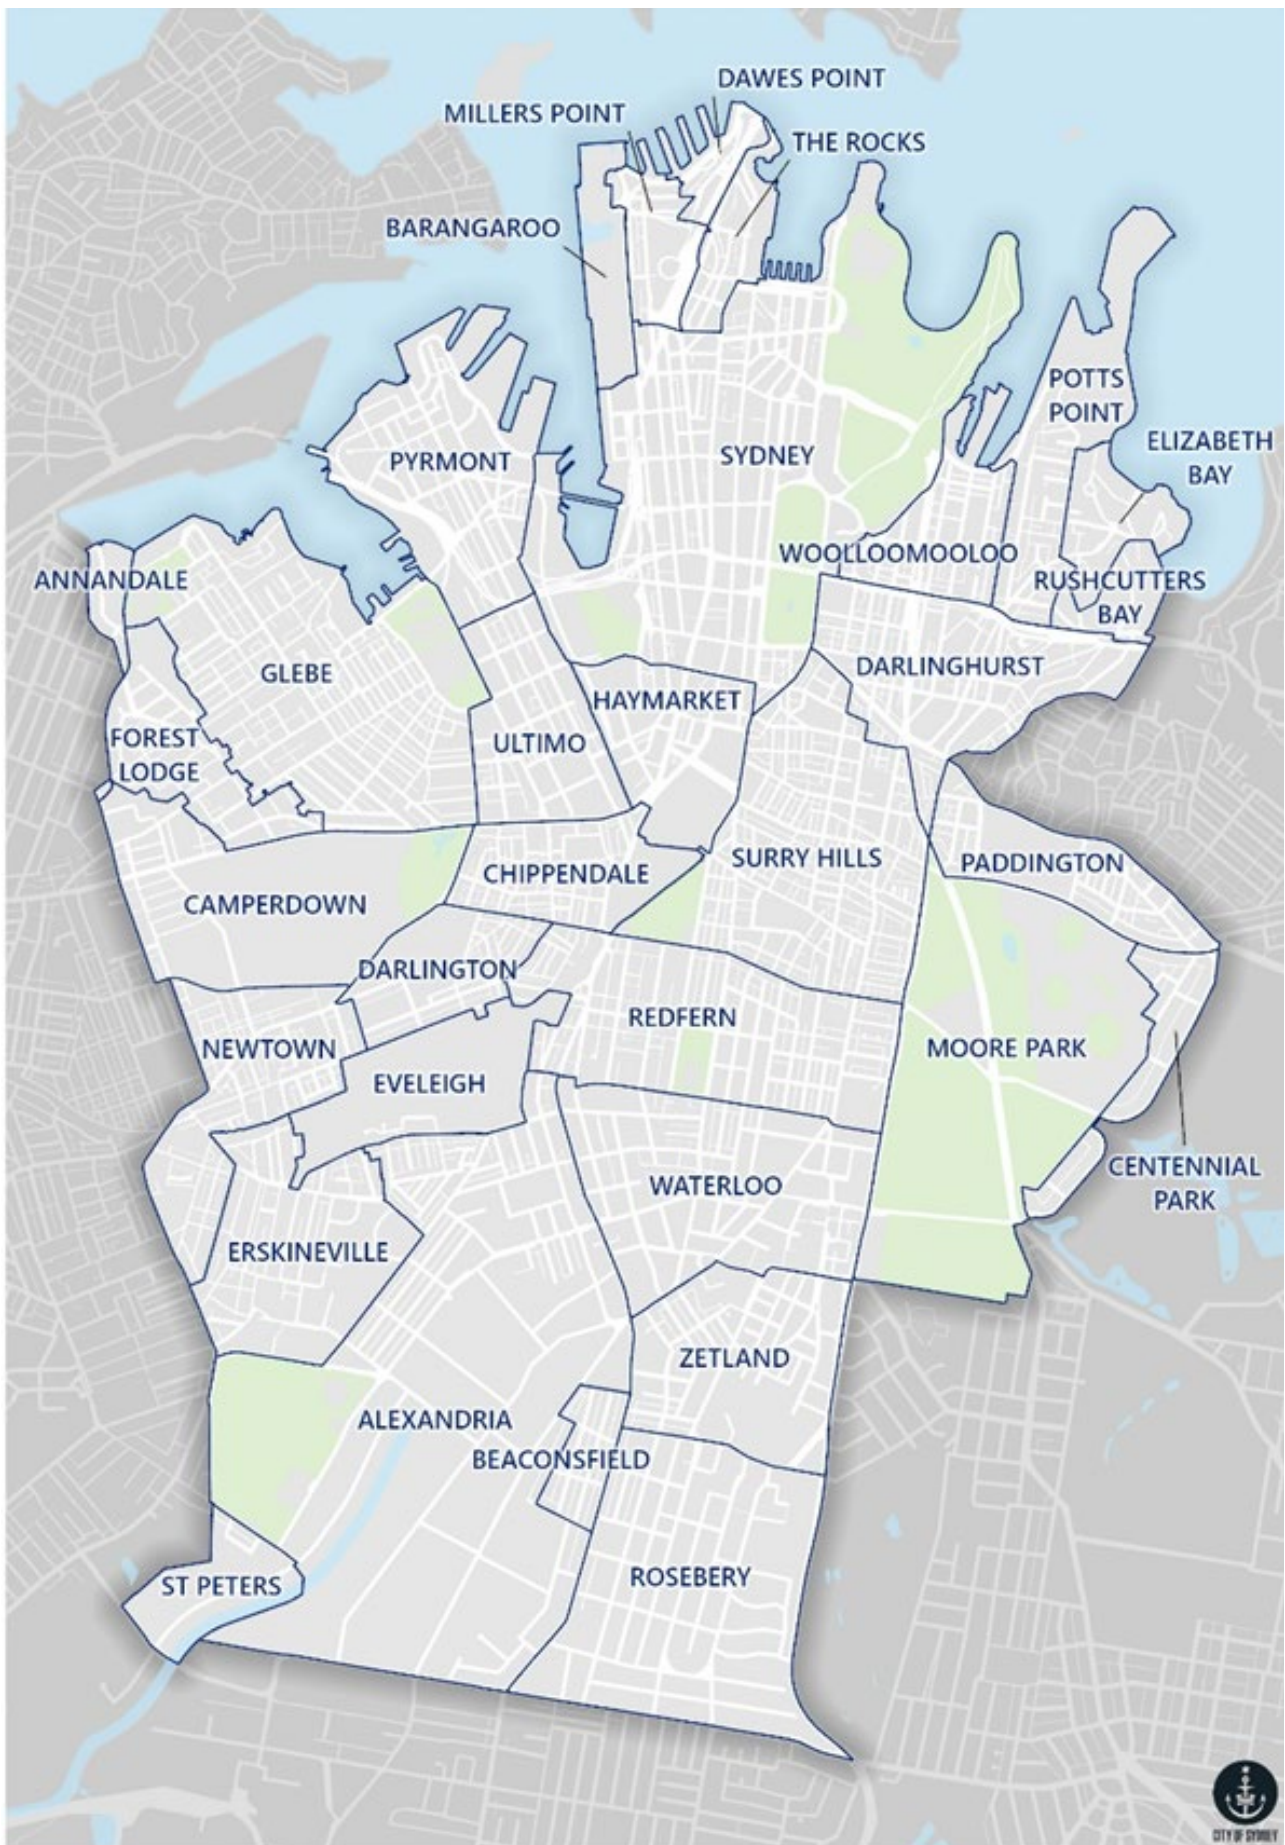 DAWES POINT
MILLERS POINT
THE ROCKS
BARANGAROO
POTTS
POINT
ELIZABETH
BAY
PYRMONT
SYDNEY
WOOLLOOMOOLOO
ANNANDALE
RUSHCUTTERS
BAY
GLEBE
DARLINGHURST
HAYMARKET
FOREST
LODGE
ULTIMO
SURRY HILLS
PADDINGTON
CHIPPENDALE
CAMPERDOWN
DARLINGTON
REDFERN
NEWTOWN
MOORE PARK
EVELEIGH
CENTENNIAL
PARK
WATERLOO
ERSKINEVILLE
ZETLAND
ALEXANDRIA
BEACONSFIELD
ROSEBERY
ST PETERS
CITY OF SYDNEY